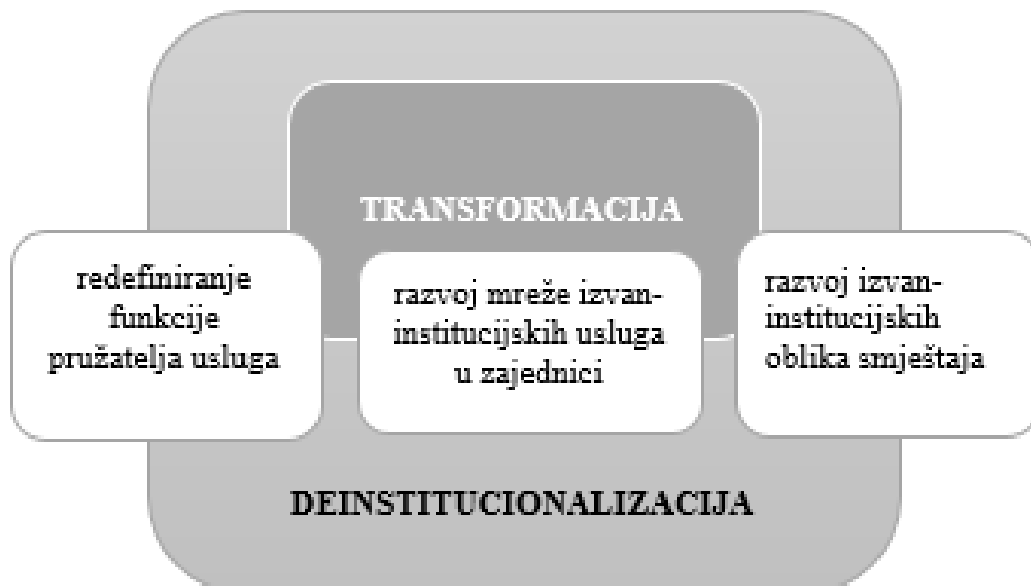 TRANSFORMACIJA
redefiniranje
funkcije
pružatelja usluga
razvoj mreže izvan-
institucijskih usluga
u zajednici
razvoj izvan-
institucijskih
oblika smještaja
DEINSTITUCIONALIZACIJA